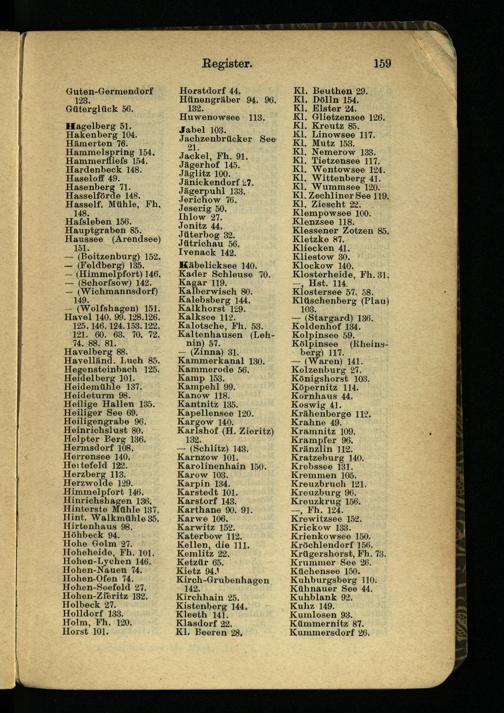 Register.
159
Guten-Germendorf
123.
Güterglück 56.
Hagelberg 51.
Hakenberg 104.
Hämerten 76.
Hammelspring 154.
Hammerfließ 154.
Hardenbeck 148.
Haseloff 49.
Hasenberg 71.
Hasselförde 148.
Hasself. Mühle, Fh.
148.
Haßleben 156.
Hauptgraben 85.
Haussee (Arendsee)
151.
— (Boitzenburg) 152.
— (Feldberg) 135.
— (Himmelpfort) 146.
— (Schorfsow) 142.
— (Wichmannsdorf)
149.
— (Wolfshagen) 151.
Havel 140. 99. 128. 126.
125. 146. 124. 153. 122.
121. 60. 63. 70. 72.
74. 88. 81.
Havelberg 88.
Havelländ. Luch 85.
Hegensteinbach 125.
Heidelberg 101.
Heidemühle 137.
Heideturm 98.
Heilige Hallen 135.
Heiliger See 69.
Heiligengrabe 96.
Heinrichslust 80.
Helpter Berg 136.
Hermsdorf 108.
Herrensee 140.
Hertefeld 122.
Herzberg 113.
Herzwolde 129.
Himmelpfort 146.
Hinrichshagen 136.
Hinterste Mühle 137.
Hint. Walkmühle 35.
Hirtenhaus 98.
Höhbeck 94.
Hohe Golm 27.
Hoheheide, Fh. 101.
Hohen-Lychen 146.
Hohen-Nauen 74.
Hohen-Ofen 74.
Hohen-Seefeld 27.
Hohen-Zieritz 132.
Holbeck 27.
Holldorf 133.
Holm, Fh. 120.
Horst 101.
Horstdorf 44.
Hünengräber 94. 96.
132.
Huwenowsee 113.
Jabel 103.
Jachzenbrücker See
21.
Jackel, Fh. 91.
Jägerhof 145.
Jäglitz 100.
Jänickendorf 27.
Jägerpuhl 133.
Jerichow 76.
Jeserig 50.
Ihlow 27.
Jonitz 44.
Jüterbog 32.
Jütrichau 56.
Ivenack 142.
Käbelicksee 140.
Kader Schleuse 70.
Kagar 119.
Kalberwisch 80.
Kalebsberg 144.
Kalkhorst 129.
Kalksee 112.
Kalotsche, Fh. 53.
Kaltenhausen (Leh-
nin) 57.
— (Zinna) 31.
Kammerkanal 130.
Kammerode 56.
Kamp 153.
Kampehl 99.
Kanow 118.
Kantnitz 135.
Kapellensee 120.
Kargow 140.
Karlshof (H. Zieritz)
132.
— (Schlitz) 143.
Karnzow 101.
Karolinenhain 150.
Karow 103.
Karpin 134.
Karstedt 101.
Karstorf 143.
Karthane 90. 91.
Karwe 106.
Karwitz 152.
Katerbow 112.
Kellen, die 111.
Kemlitz 22.
Ketzür 65.
Kietz 94.
Kirch-Grubenhagen
142.
Kirchhain 25.
Kistenberg 144.
Kleeth 141.
Klasdorf 22.
Kl. Beeren 28.
Kl. Beuthen 29.
Kl. Dölln 154.
Kl. Elster 24.
Kl. Glietzensee 126.
Kl. Kreutz 85.
Kl. Linowsee 117.
Kl. Mutz 153.
Kl. Nemerow 133.
Kl. Tietzensee 117.
Kl. Wentowsee 124.
Kl. Wittenberg 41.
Kl. Wummsee 120.
Kl. Zechliner See 119.
Kl. Ziescht 22.
Klempowsee 100.
Klenzsee 118.
Klessener Zotzen 85.
Kletzke 87.
Klieken 41.
Kliestow 30.
Klockow 140.
Klosterheide, Fh. 31.
—, Hst. 114.
Klostersee 57. 58.
Klüschenberg (Plau)
103.
— (Stargard) 136.
Koldenhof 134.
Kolpinsee 59.
Kölpinsee (Rheins-
berg) 117.
— (Waren) 141.
Kolzenburg 27.
Königshorst 103.
Köpernitz 114.
Kornhaus 44.
Koswig 41.
Krähenberge 112.
Krahne 49.
Kramnitz 109.
Krampfer 96.
Kränzlin 112.
Kratzeburg 140.
Krebssee 131.
Kremmen 105.
Kreuzbruch 121.
Kreuzburg 96.
Kreuzkrug 156.
—, Fh. 124.
Krewitzsee 152.
Krickow 133.
Krienkowsee 150.
Kröchlendorf 156.
Krügershorst, Fh. 73.
Krummer See 26.
Küchensee 150.
Kuhburgsberg 110.
Kühnauer See 44.
Kuhblank 92.
Kuhz 149.
Kumlosen 93.
Kümmernitz 87.
Kummersdorf 26.